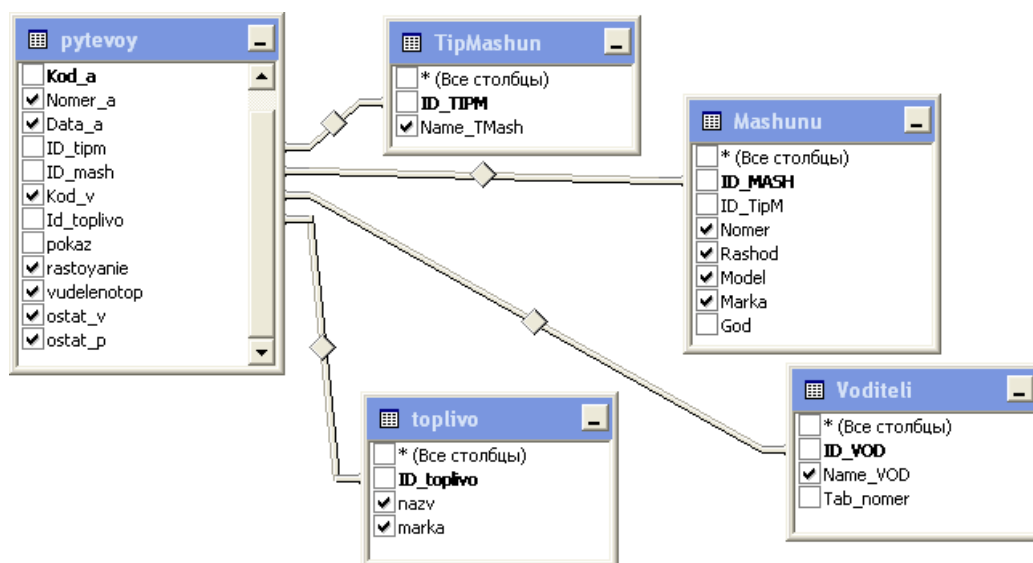 pytevoy
Kod_a
Nomer_a
Data_a
ID_tipm
ID_mash
Kod_v
Id_toplivo
pokaz
rastoyanie
vudelenotop
ostat_v
ostat_p
TipMashun
* (Все столбцы)
ID_TIPM
Name_TMash
Mashunu
* (Все столбцы)
ID_MASH
ID_TipM
Nomer
Rashod
Model
Marka
God
toplivo
* (Все столбцы)
ID_toplivo
nazv
marka
Voditeli
* (Все столбцы)
ID_VOD
Name_VOD
Tab_nomer